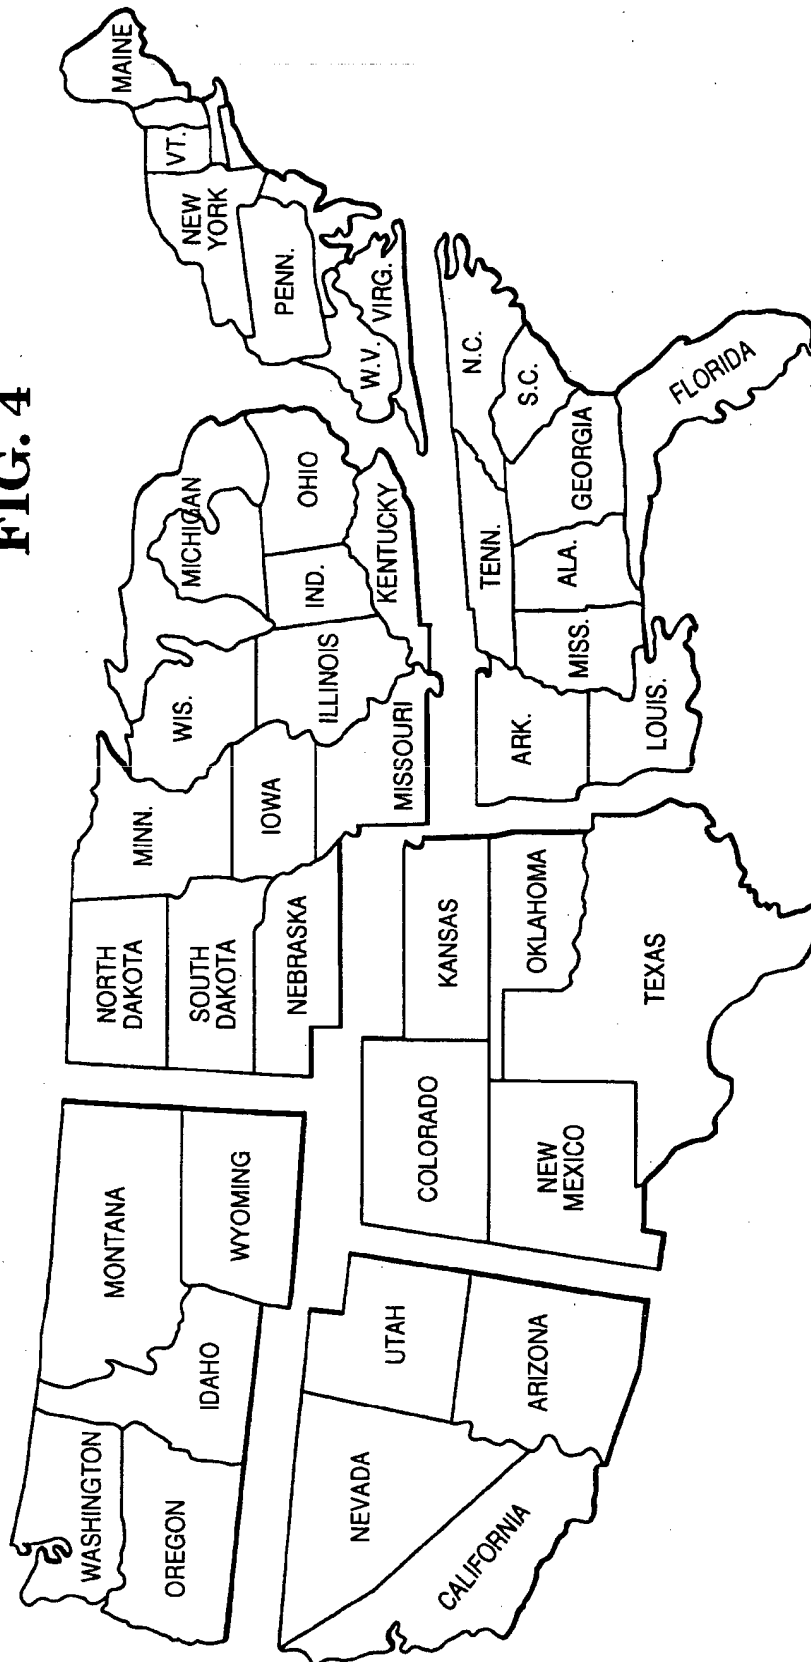 FIG. 4
WASHINGTON
OREGON
IDAHO
MONTANA
WYOMING
NORTH
DAKOTA
SOUTH
DAKOTA
NEBRASKA
MINN.
IOWA
WIS.
MICHIGAN
ILLINOIS
IND.
OHIO
KENTUCKY
MISSOURI
MAINE
VT.
NEW
YORK
PENN.
W.V.
VIRG.
NEVADA
UTAH
CALIFORNIA
ARIZONA
COLORADO
NEW
MEXICO
KANSAS
OKLAHOMA
TEXAS
ARK.
LOUIS.
TENN.
MISS.
ALA.
GEORGIA
N.C.
S.C.
FLORIDA